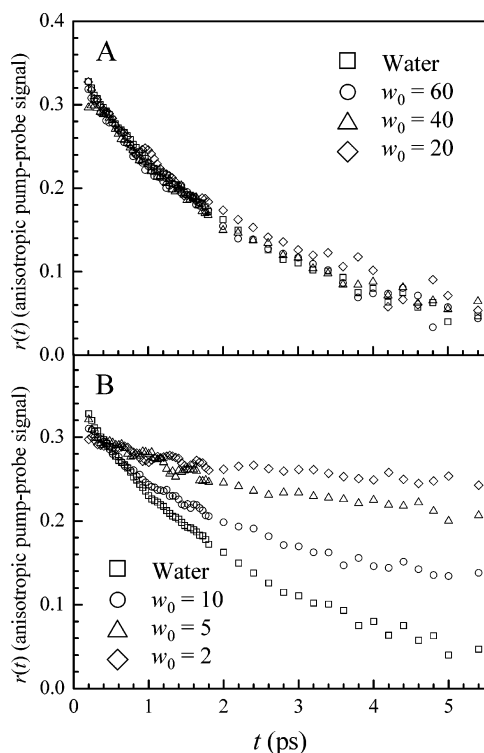 0.4
A
Water
w₀ = 60
w₀ = 40
w₀ = 20
r(t) (anisotropic pump-probe signal)
0.3
0.2
0.1
0.0
B
0.3
0.2
0.1
0.0
r(t) (anisotropic pump-probe signal)
Water
w₀ = 10
w₀ = 5
w₀ = 2
0 1 2 3 4 5
t (ps)